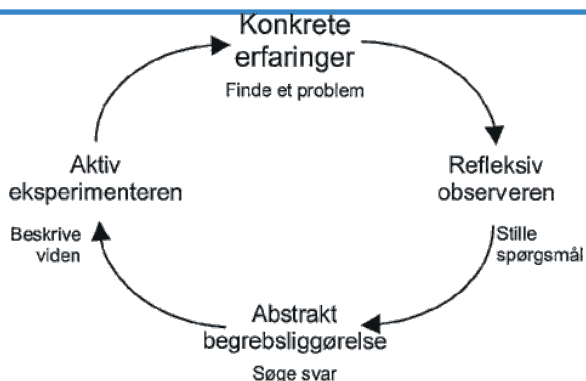 Konkrete
erfaringer
Finde et problem
Refleksiv
observeren
Stille
spørgsmål
Abstrakt
begrebsliggørelse
Søge svar
Aktiv
eksperimenteren
Beskrive
viden